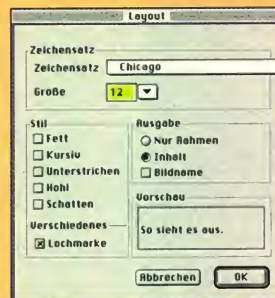 Layout
Zeichensatz
Zeichensatz Chicago
Größe 12
Stil
Fett
Kursiv
Unterstrichen
Hohl
Schatten
Verschiedenes
Lochmarke
Ausgabe
Nur Rahmen
Inhalt
Bildname
Vorschau
So sieht es aus.
Abbrechen OK